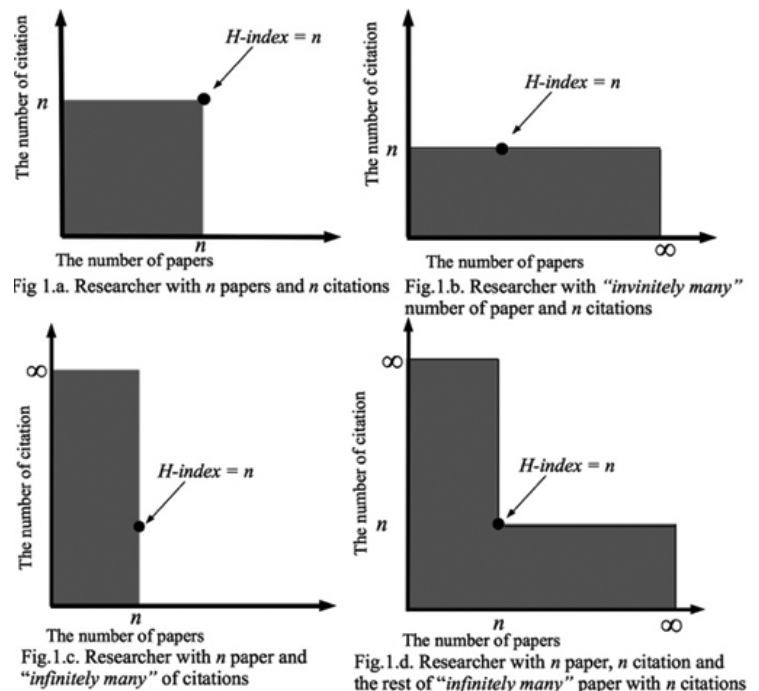 The number of citation
H-index = n
n
n
The number of papers
Fig 1.a. Researcher with n papers and n citations
The number of citation
H-index = n
n
∞
The number of papers
Fig.1.b. Researcher with “invinitely many”
number of paper and n citations
The number of citation
∞
H-index = n
n
The number of papers
Fig.1.c. Researcher with n paper and
“infinitely many” of citations
The number of citation
∞
H-index = n
n
n
∞
The number of papers
Fig.1.d. Researcher with n paper, n citation and
the rest of “infinitely many” paper with n citations